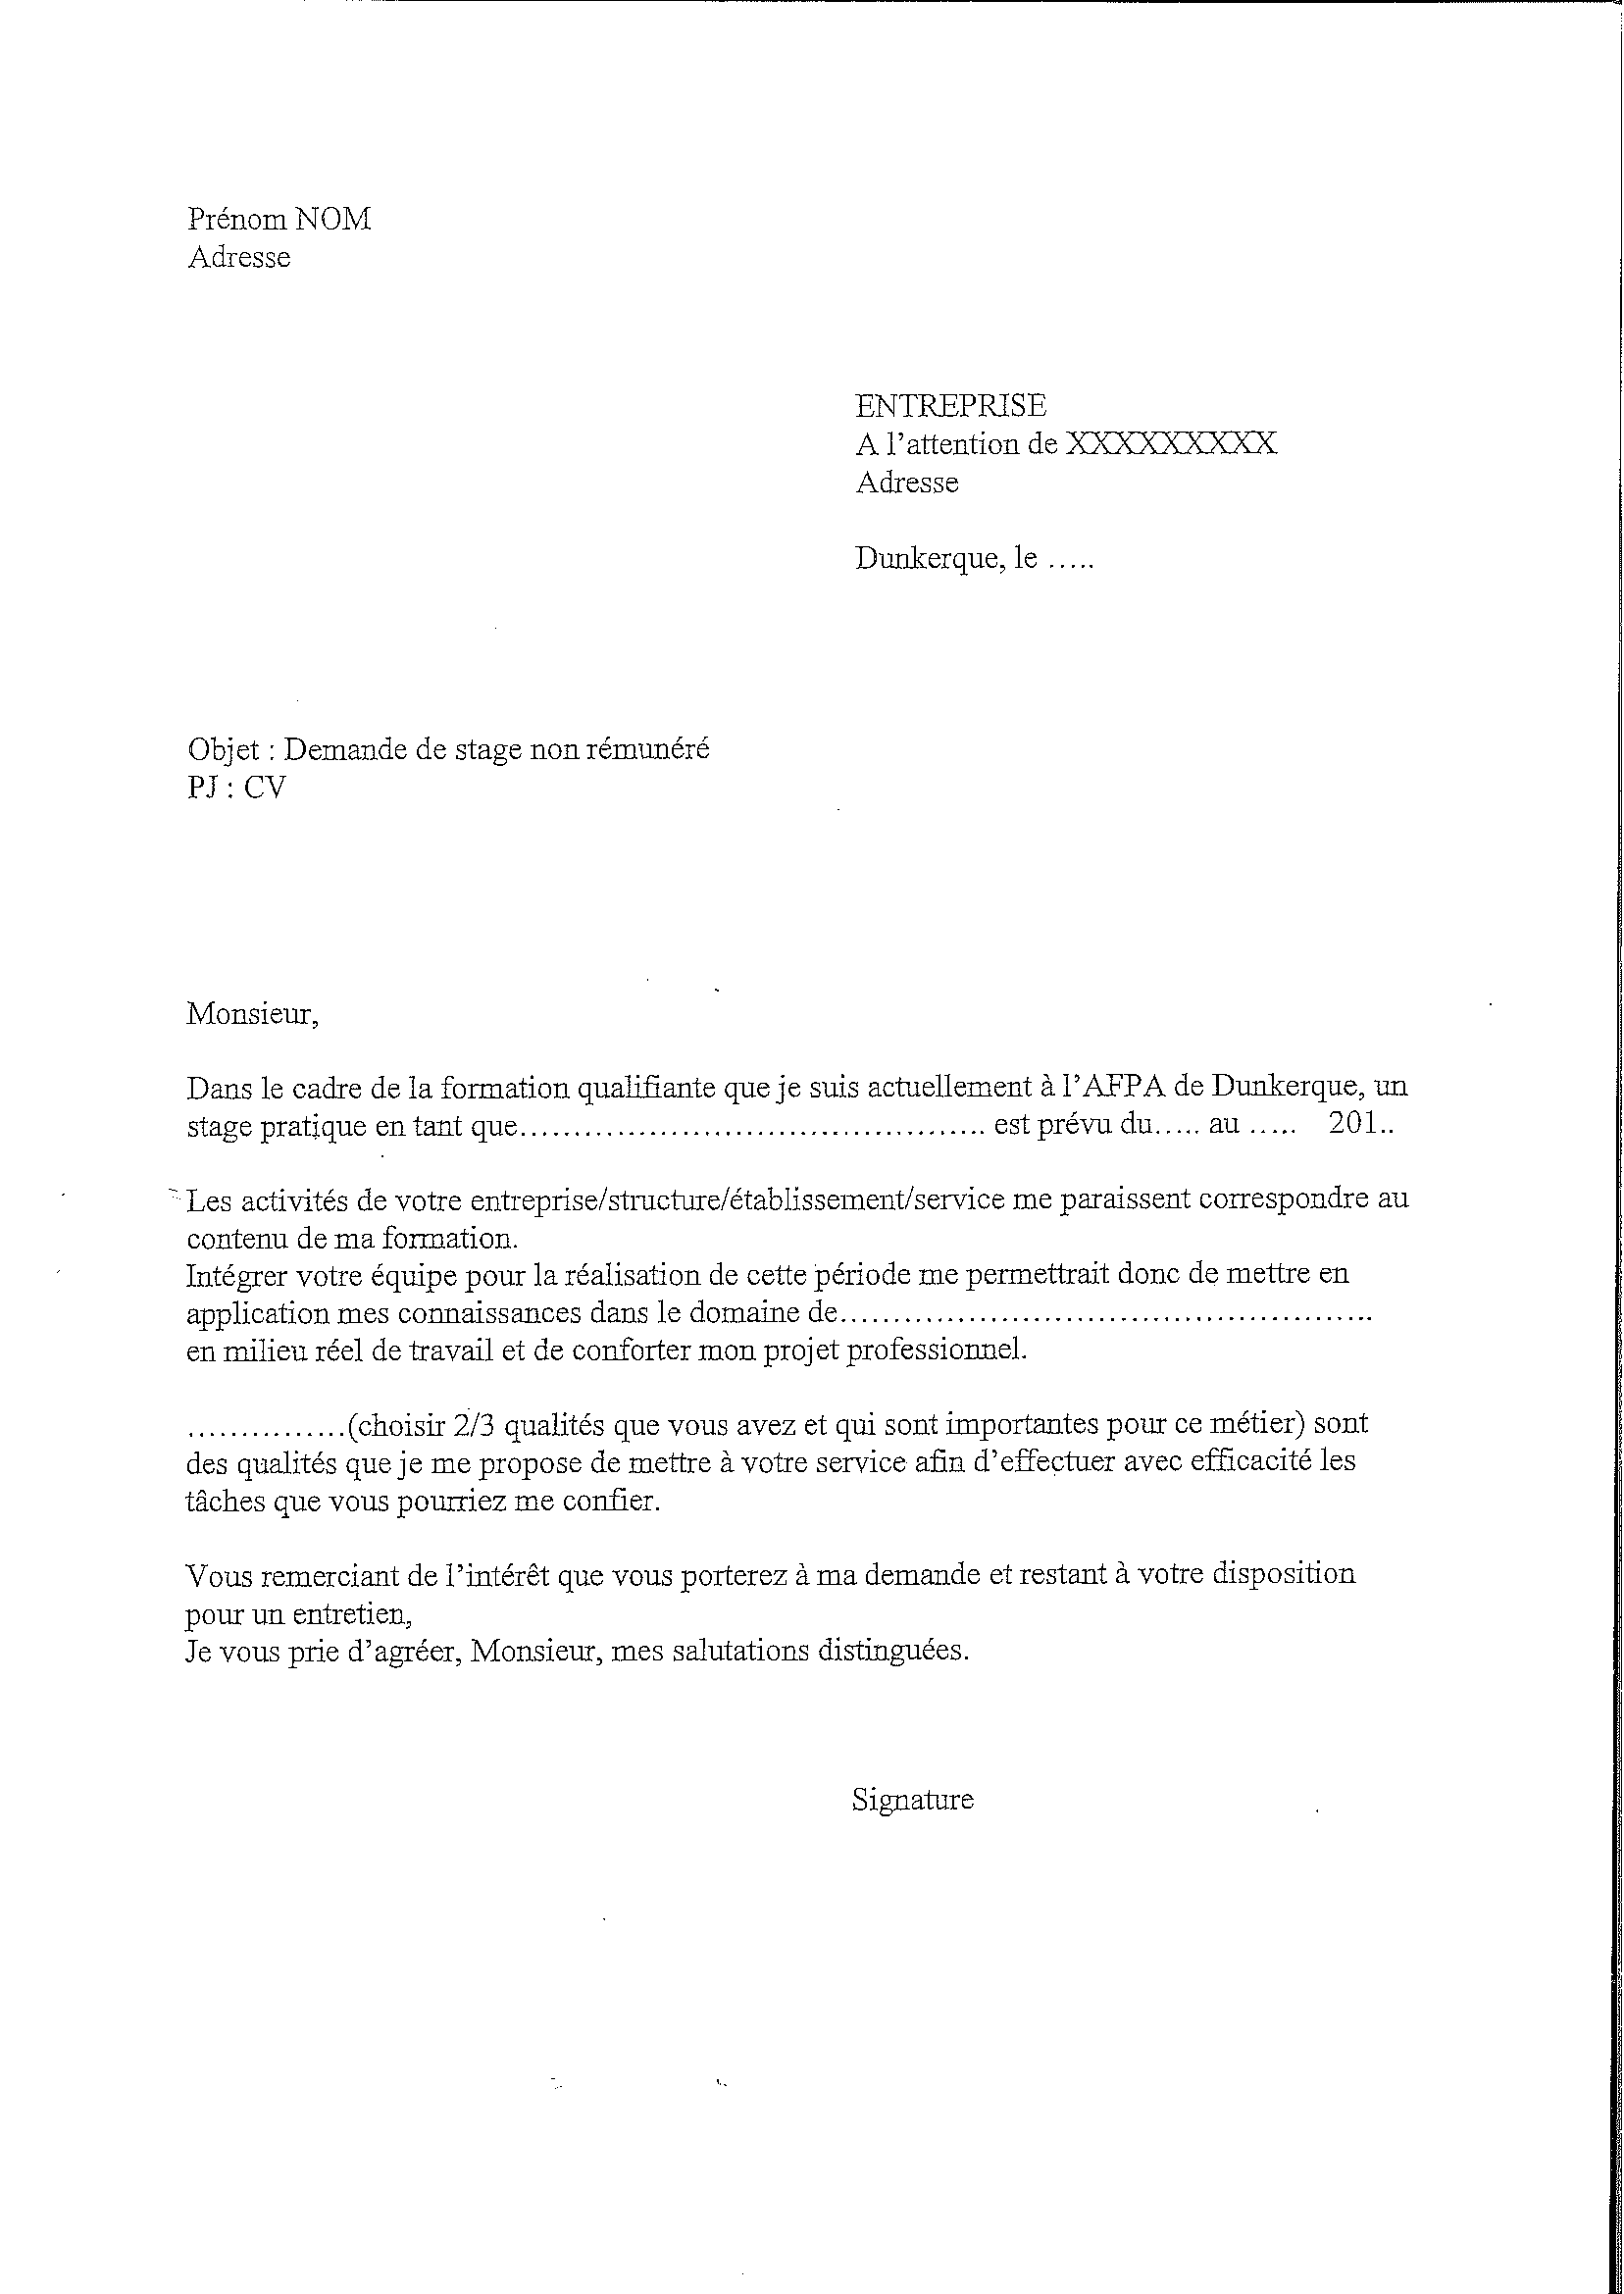 Prénom NOM
Adresse
ENTREPRISE
A l'attention de XXXXXXXXX
Adresse
Dunkerque, le .....
Objet : Demande de stage non rémunéré
PJ : CV
Monsieur,
Dans le cadre de la formation qualifiante que je suis actuellement à l'AFPA de Dunkerque, un
stage pratique en tant que............................................ est prévu du..... au ..... 201..
Les activités de votre entreprise/structure/établissement/service me paraissent correspondre au
contenu de ma formation.
Intégrer votre équipe pour la réalisation de cette période me permettrait donc de mettre en
application mes connaissances dans le domaine de..................................................
en milieu réel de travail et de conforter mon projet professionnel.
...............(choisir 2/3 qualités que vous avez et qui sont importantes pour ce métier) sont
des qualités que je me propose de mettre à votre service afin d'effectuer avec efficacité les
tâches que vous pourriez me confier.
Vous remerciant de l'intérêt que vous porterez à ma demande et restant à votre disposition
pour un entretien,
Je vous prie d'agréer, Monsieur, mes salutations distinguées.
Signature